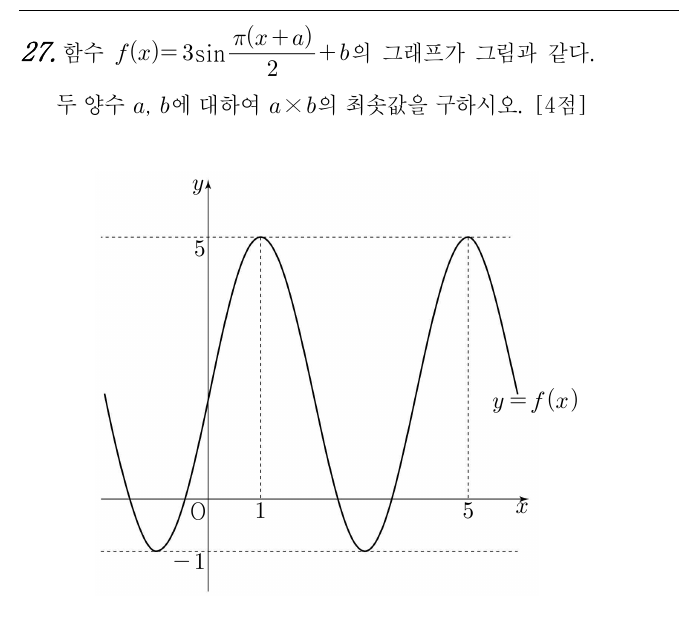 27. 함수 f(x)=3sin π(x+a)/2 +b의 그래프가 그림과 같다.
두 양수 a, b에 대하여 a×b의 최솟값을 구하시오. [4점]
y
5
y=f(x)
O 1 5 x
−1